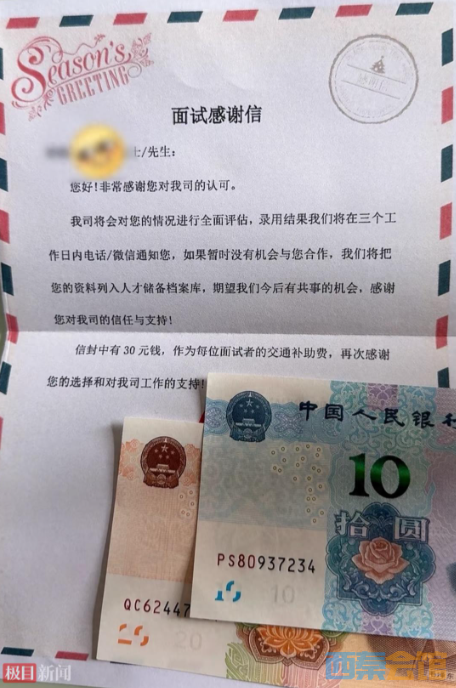 Season's
GREETING
面试感谢信
士/先生:
您好!非常感谢您对我司的认可。
我司将会对您的情况进行全面评估，录用结果我们将在三个工
作日内电话/微信通知您，如果暂时没有机会与您合作，我们将把
您的资料列入人才储备档案库，期望我们今后有共事的机会，感谢
您对我司的信任与支持!
信封中有 30 元钱，作为每位面试者的交通补助费，再次感谢
您的选择和对我司工作的支持!
中国人民银行
10
拾圆
PS80937234
10
10
QC62447
20
20
极目新闻